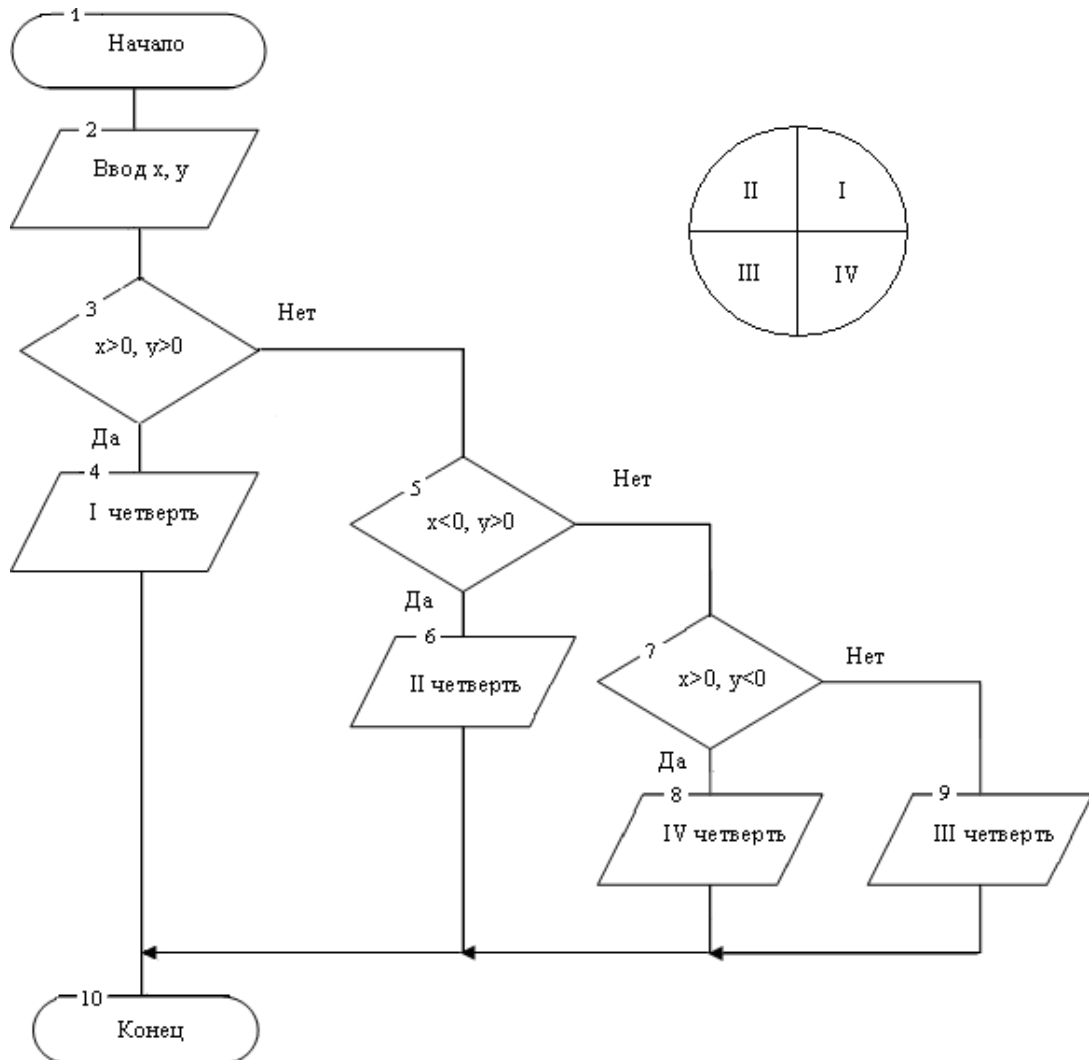 1
Начало
2
Ввод x, y
II
I
III
IV
3
x>0, y>0
Нет
Да
4
I четверть
5
x<0, y>0
Нет
Да
6
II четверть
7
x>0, y<0
Нет
Да
8
IV четверть
9
III четверть
10
Конец